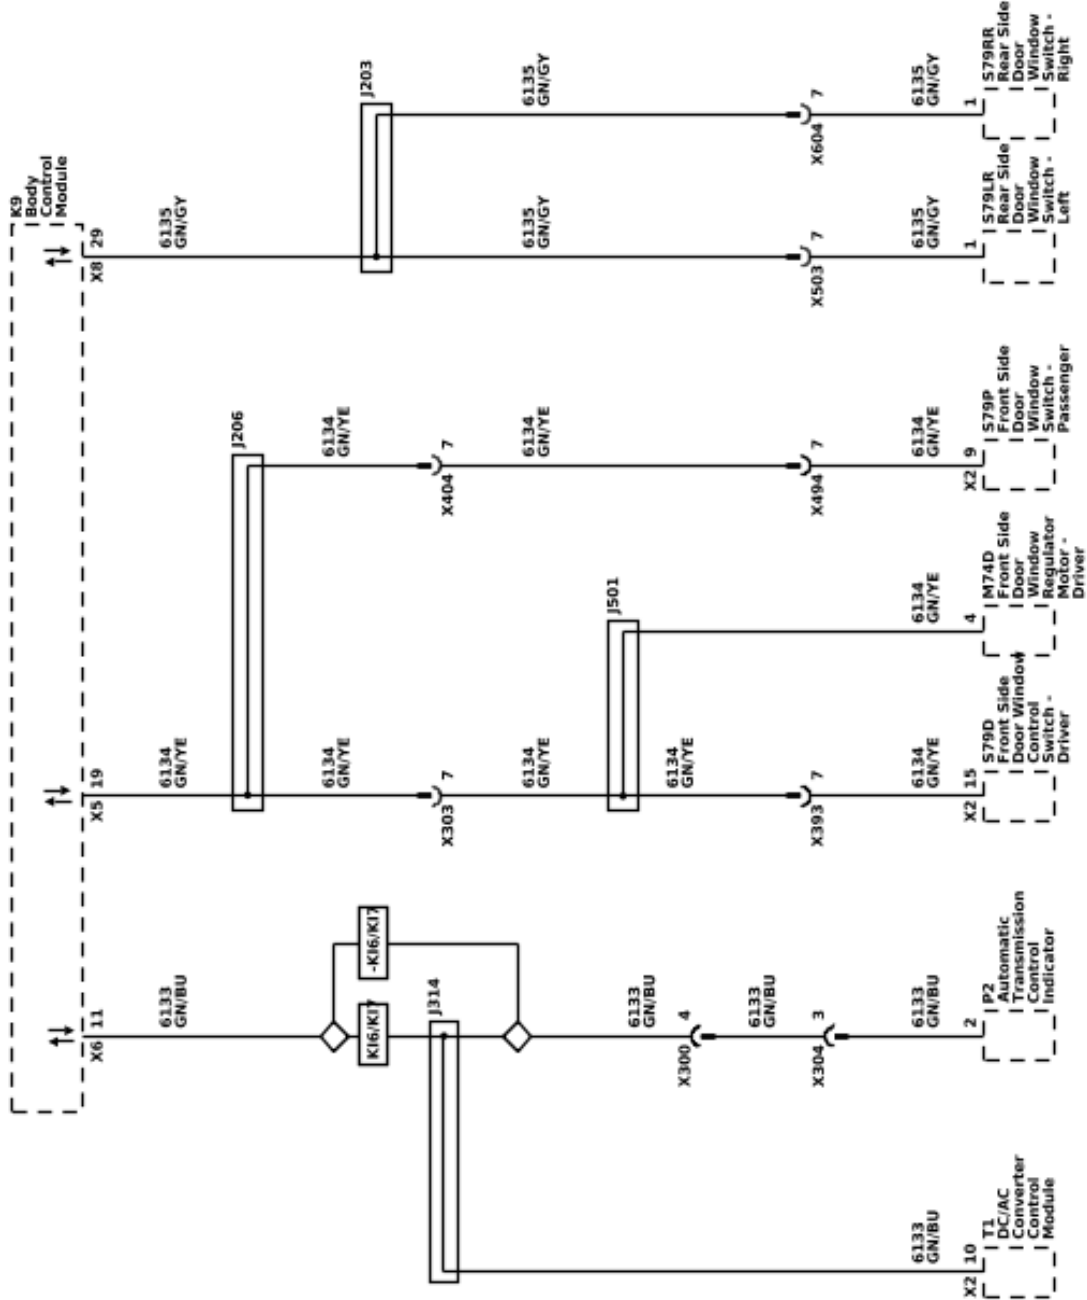 K9
Body
Control
Module
X6 11
X5 19
X8 29
6133
GN/BU
6134
GN/YE
6135
GN/GY
J206
J203
6134
GN/YE
6134
GN/YE
6135
GN/GY
6135
GN/GY
KI6/KI7
-KI6/KI7
J314
X303 7
X404 7
6134
GN/YE
6134
GN/YE
J501
6133
GN/BU
6134
GN/YE
X300 4
6133
GN/BU
X304 3
X393 7
X494 7
X503 7
X604 7
6133
GN/BU
6133
GN/BU
6134
GN/YE
6134
GN/YE
6134
GN/YE
6135
GN/GY
6135
GN/GY
X2 10
2
X2 15
4
X2 9
1
1
T1
DC/AC
Converter
Control
Module
P2
Automatic
Transmission
Control
Indicator
S79D
Front Side
Door Window
Control
Switch -
Driver
M74D
Front Side
Door
Window
Regulator
Motor -
Driver
S79P
Front Side
Door
Window
Switch -
Passenger
S79LR
Rear Side
Door
Window
Switch -
Left
S79RR
Rear Side
Door
Window
Switch -
Right